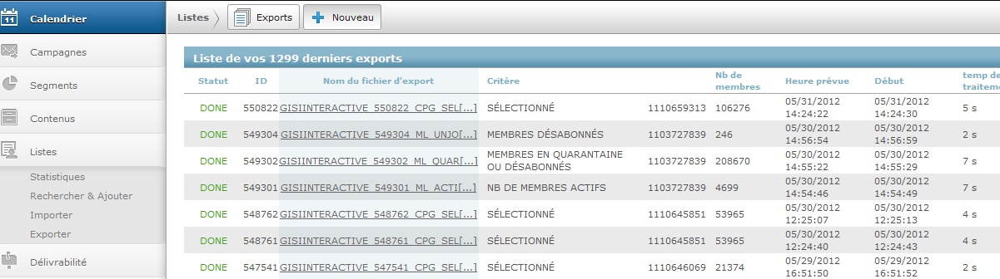 Calendrier
Campagnes
Segments
Contenus
Listes
Statistiques
Rechercher & Ajouter
Importer
Exporter
Délivrabilité
Listes Exports Nouveau
Liste de vos 1299 derniers exports
Statut ID Nom du fichier d'export Critère Nb de membres Heure prévue Début temp de traiteme
DONE 550822 GISIINTERACTIVE_550822_CPG_SEL[...] SÉLECTIONNÉ 1110659313 106276 05/31/2012 14:24:22 05/31/2012 14:24:30 5 s
DONE 549304 GISIINTERACTIVE_549304_ML_UNJO[...] MEMBRES DÉSABONNÉS 1103727839 246 05/30/2012 14:56:54 05/30/2012 14:56:59 2 s
DONE 549302 GISIINTERACTIVE_549302_ML_QUAR[...] MEMBRES EN QUARANTAINE OU DÉSABONNÉS 1103727839 208670 05/30/2012 14:55:22 05/30/2012 14:55:29 7 s
DONE 549301 GISIINTERACTIVE_549301_ML_ACTI[...] NB DE MEMBRES ACTIFS 1103727839 4699 05/30/2012 14:54:46 05/30/2012 14:54:49 7 s
DONE 548762 GISIINTERACTIVE_548762_CPG_SEL[...] SÉLECTIONNÉ 1110645851 53965 05/30/2012 12:25:07 05/30/2012 12:25:13 4 s
DONE 548761 GISIINTERACTIVE_548761_CPG_SEL[...] SÉLECTIONNÉ 1110645851 53965 05/30/2012 12:24:40 05/30/2012 12:24:43 4 s
DONE 547541 GISIINTERACTIVE_547541_CPG_SEL[...] SÉLECTIONNÉ 1110646069 21374 05/29/2012 16:51:50 05/29/2012 16:51:52 2 s